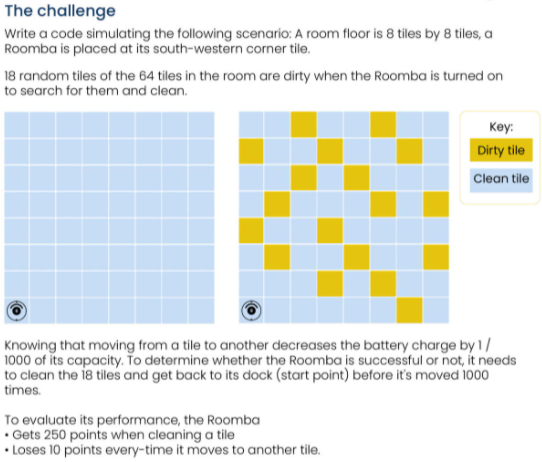 The challenge
Write a code simulating the following scenario: A room floor is 8 tiles by 8 tiles, a
Roomba is placed at its south-western corner tile.
18 random tiles of the 64 tiles in the room are dirty when the Roomba is turned on
to search for them and clean.
Key:
Dirty tile
Clean tile
Knowing that moving from a tile to another decreases the battery charge by 1 /
1000 of its capacity. To determine whether the Roomba is successful or not, it needs
to clean the 18 tiles and get back to its dock (start point) before it's moved 1000
times.
To evaluate its performance, the Roomba
• Gets 250 points when cleaning a tile
• Loses 10 points every-time it moves to another tile.